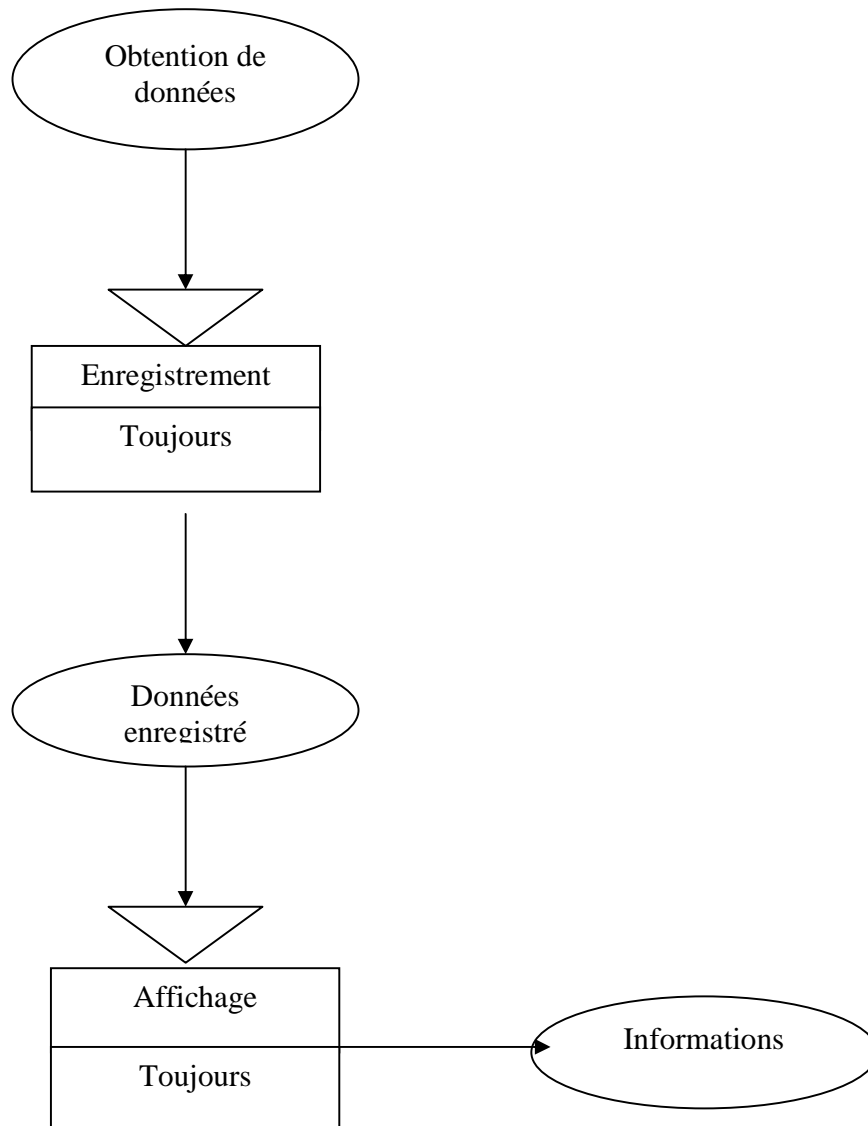 Obtention de
données
Enregistrement
Toujours
Données
enregistré
Affichage
Informations
Toujours